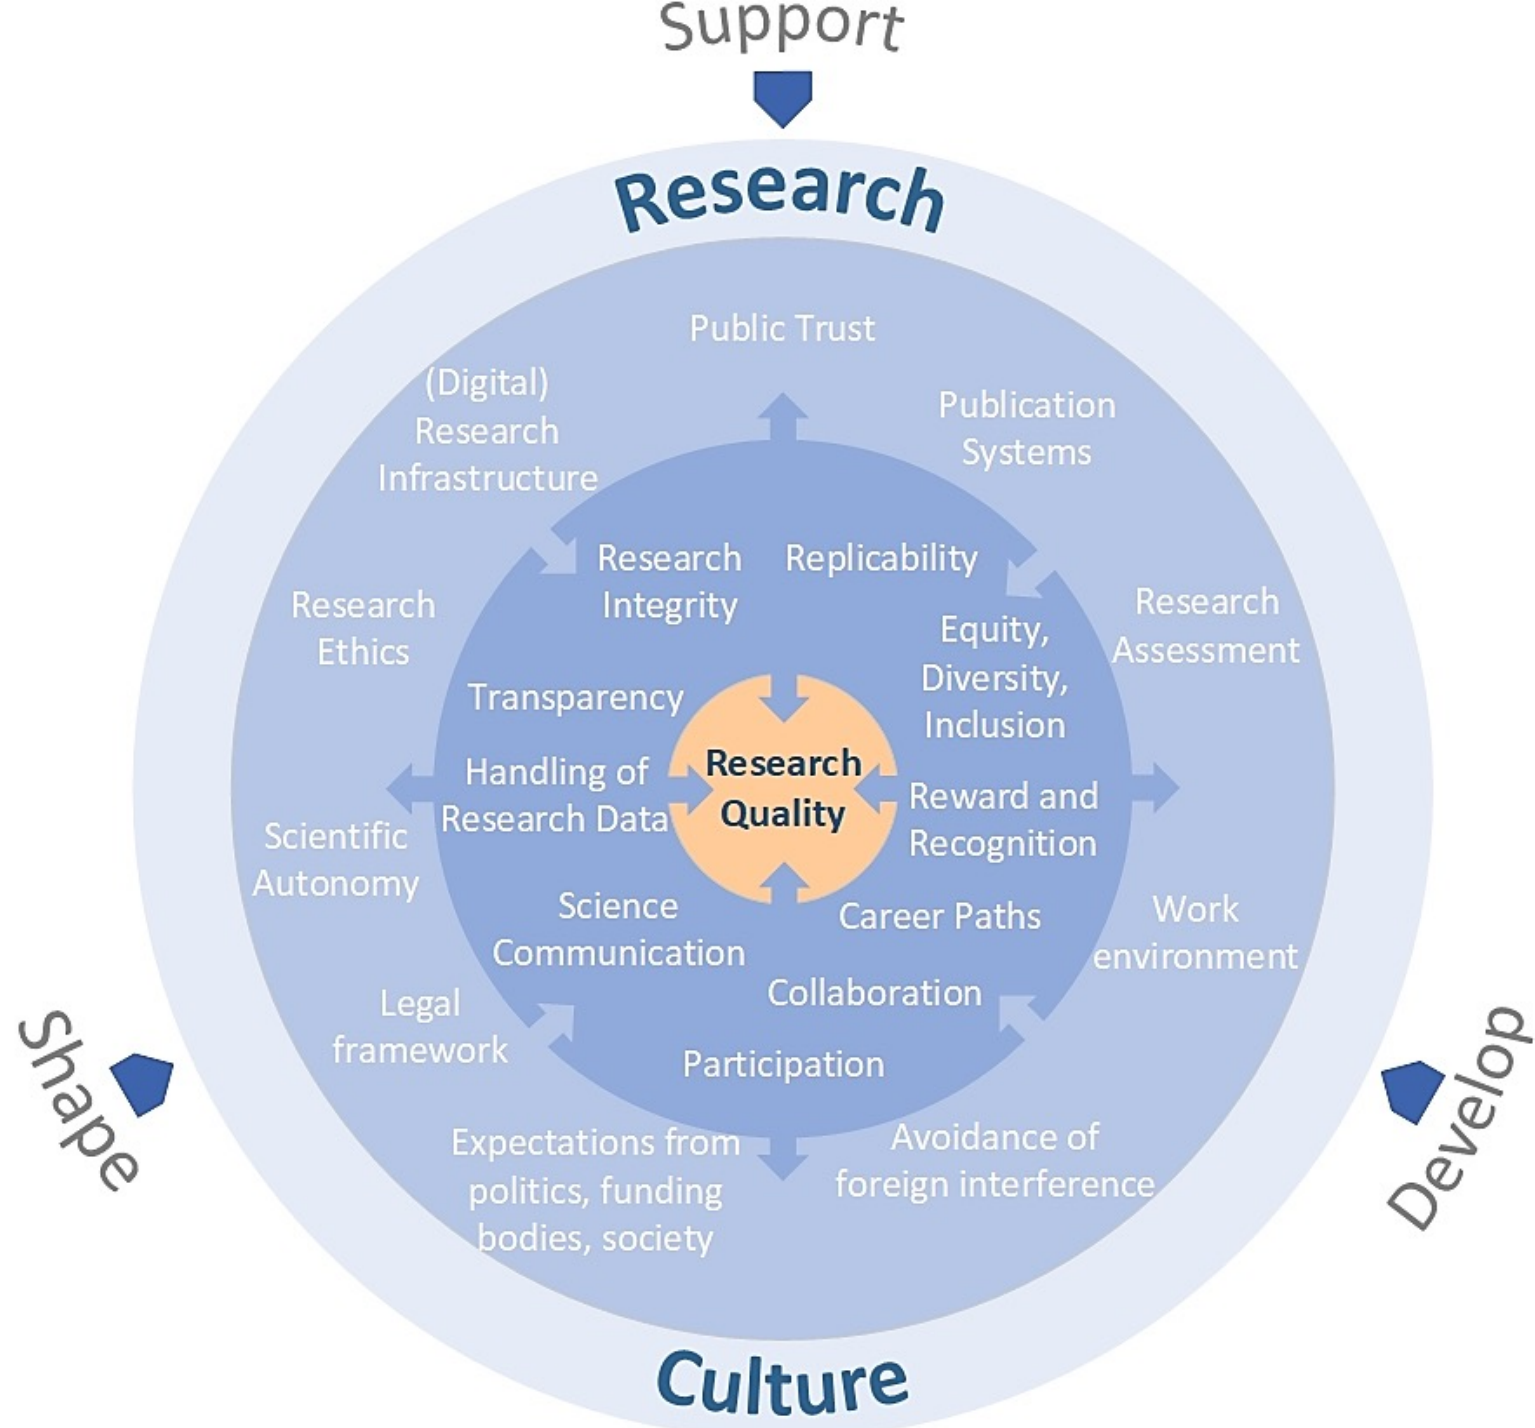 Support
Research
Public Trust
(Digital)
Research
Infrastructure
Publication
Systems
Research
Integrity
Replicability
Research
Ethics
Research
Assessment
Equity,
Diversity,
Inclusion
Transparency
Research
Quality
Handling of
Research Data
Reward and
Recognition
Scientific
Autonomy
Science
Communication
Career Paths
Work
environment
Collaboration
Legal
framework
Participation
Shape
Develop
Expectations from
politics, funding
bodies, society
Avoidance of
foreign interference
Culture